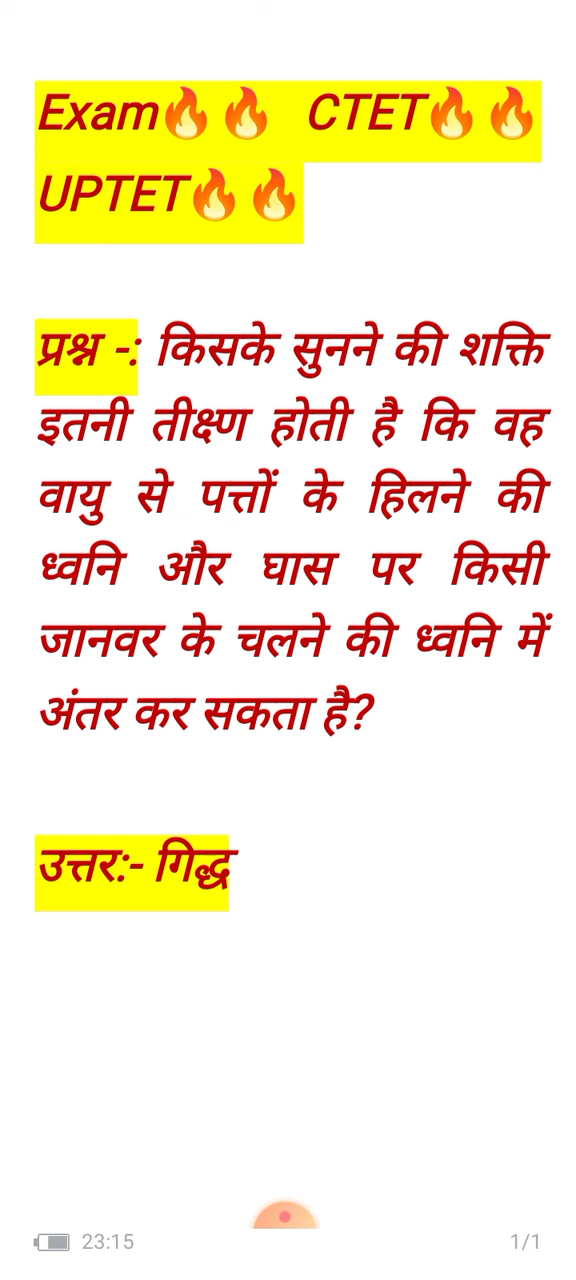 Exam🔥🔥 CTET🔥🔥
UPTET🔥🔥
प्रश्न -: किसके सुनने की शक्ति
इतनी तीक्ष्ण होती है कि वह
वायु से पत्तों के हिलने की
ध्वनि और घास पर किसी
जानवर के चलने की ध्वनि में
अंतर कर सकता है?
उत्तर:- गिद्ध
23:15 1/1